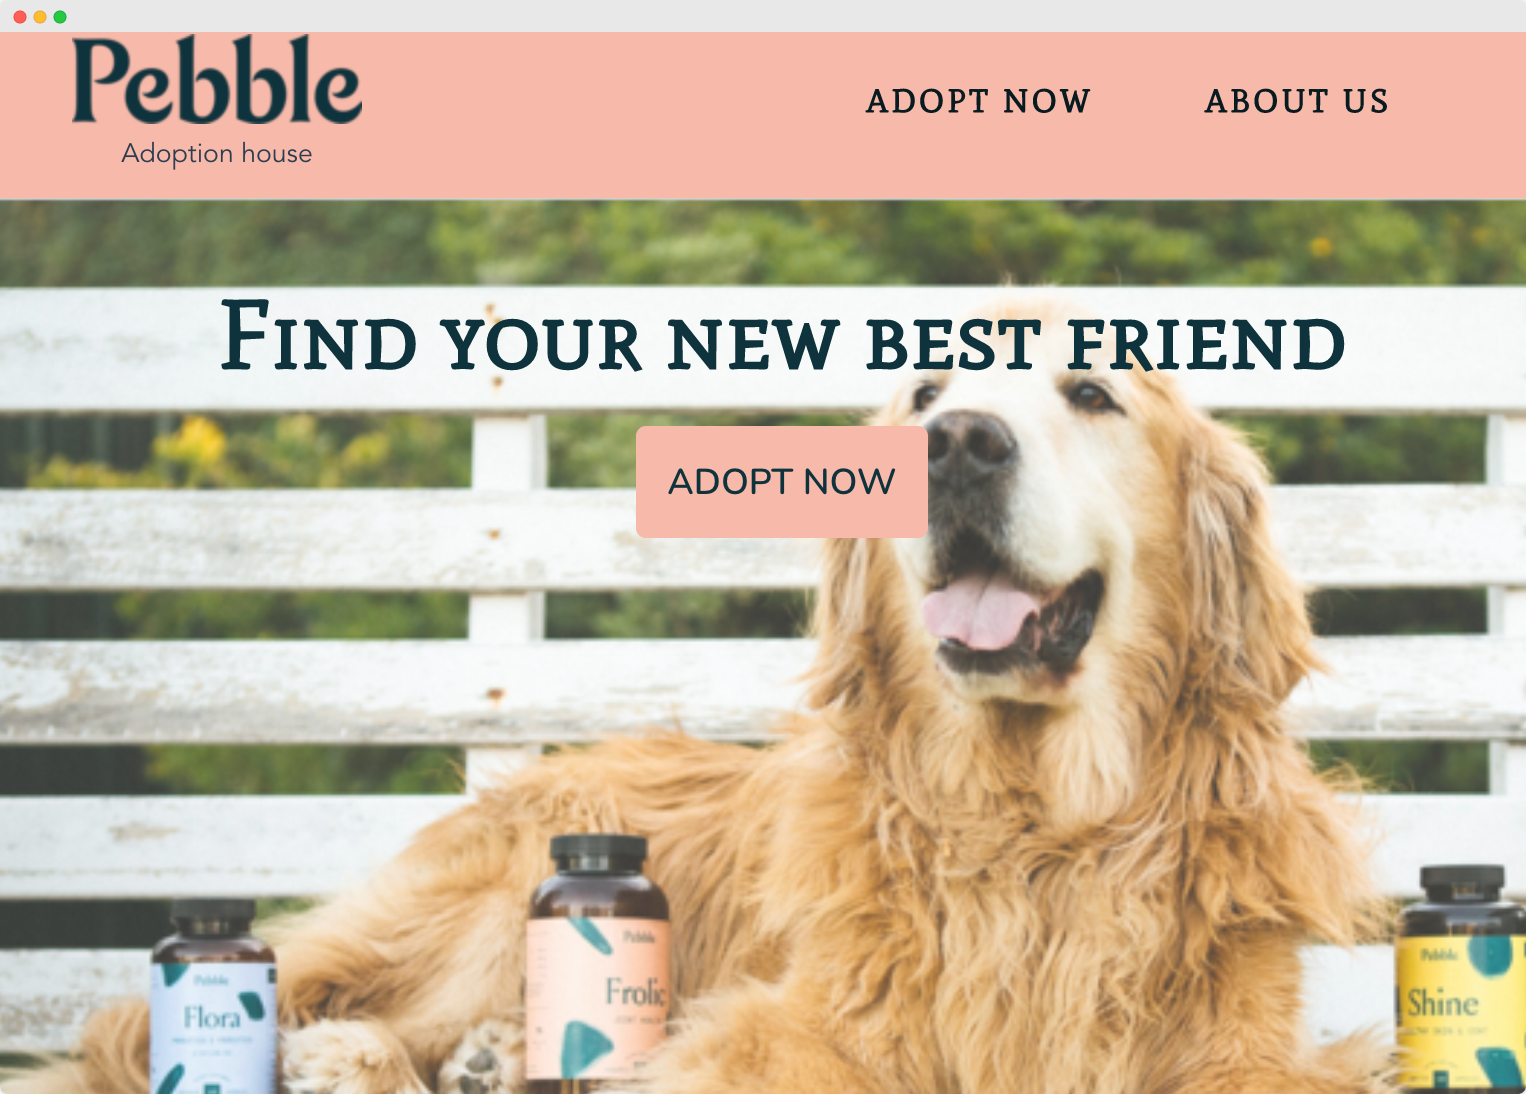 Pebble
Adoption house
ADOPT NOW
ABOUT US
FIND YOUR NEW BEST FRIEND
ADOPT NOW
Pebble
Flora
Pebble
Frolic
Pebble
Shine